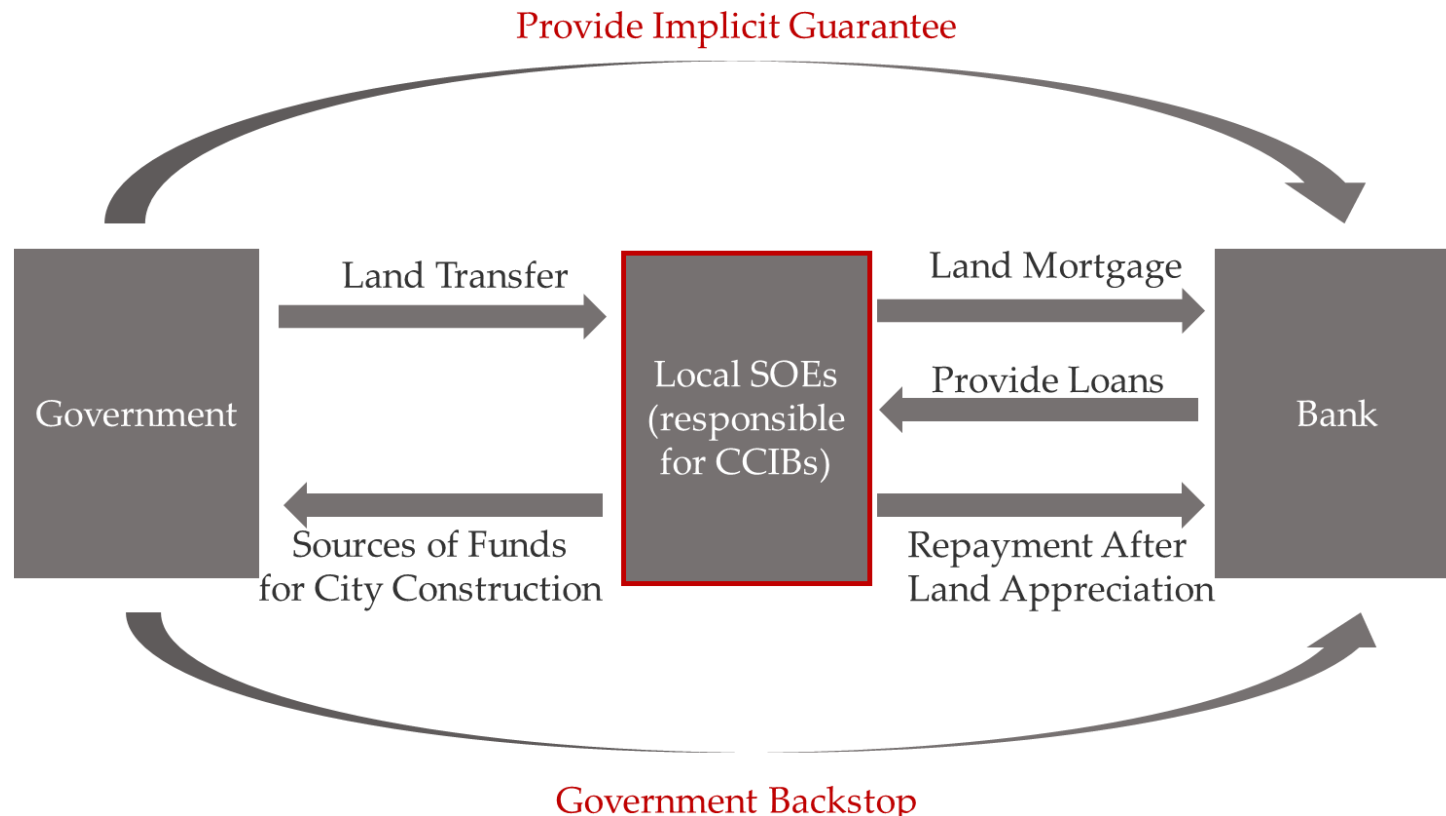 Provide Implicit Guarantee
Land Transfer
Land Mortgage
Provide Loans
Government
Local SOEs
(responsible
for CCIBs)
Bank
Sources of Funds
for City Construction
Repayment After
Land Appreciation
Government Backstop